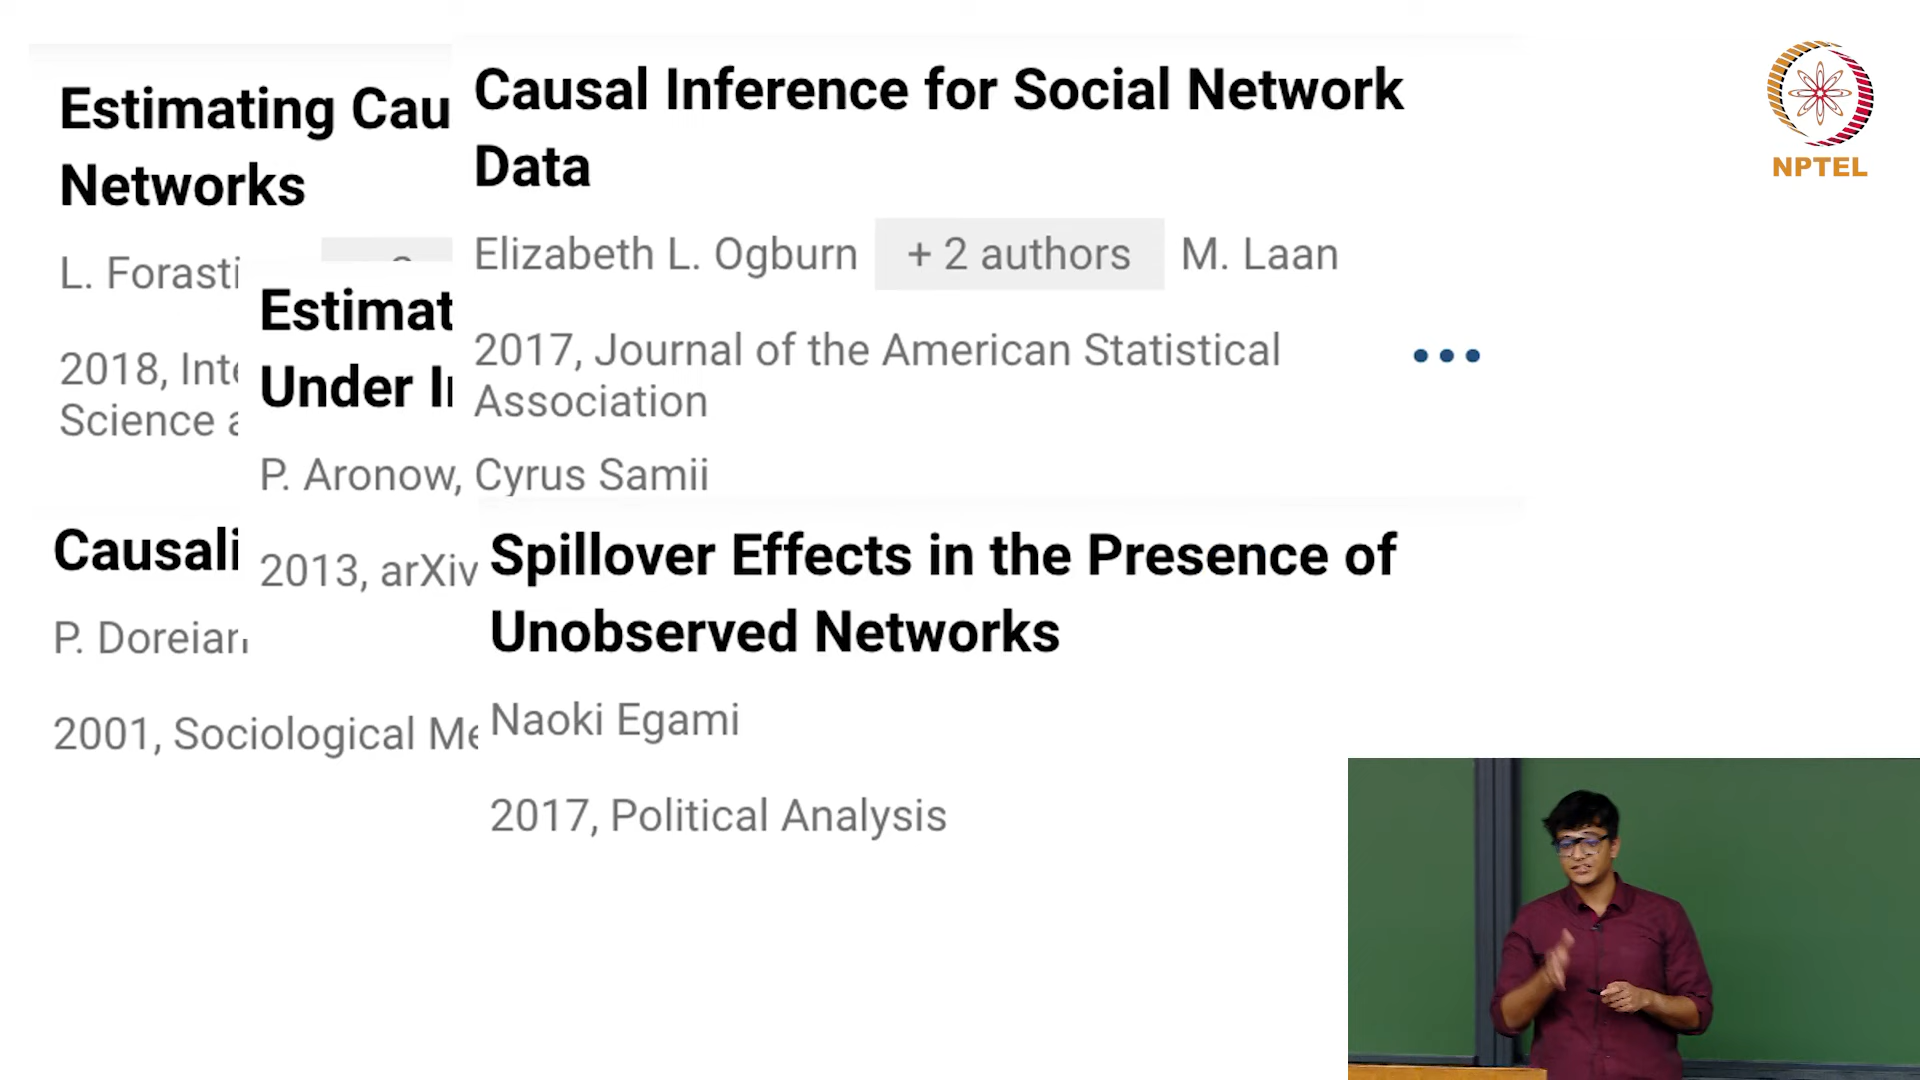 Estimating Cau
Networks
L. Forasti
2018, Inte
Science a
Causal Inference for Social Network
Data
Elizabeth L. Ogburn + 2 authors M. Laan
2017, Journal of the American Statistical
Association
Estimat
Under
P. Aronow, Cyrus Samii
2013, arXiv
Causali
P. Doreian
2001, Sociological Me
Spillover Effects in the Presence of
Unobserved Networks
Naoki Egami
2017, Political Analysis
NPTEL